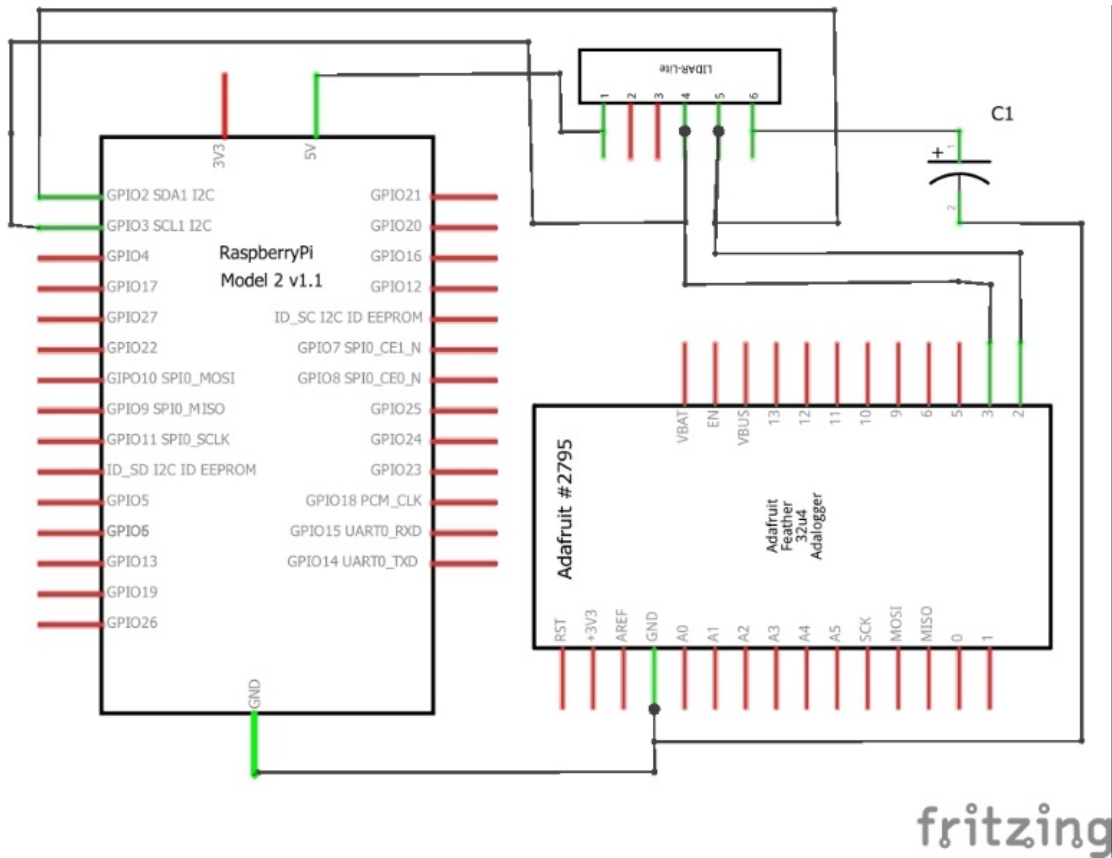 LIDAR-Lite
1 2 3 4 5 6
C1
+
1
2
3V3
5V
GPIO2 SDA1 I2C
GPIO3 SCL1 I2C
GPIO4
GPIO17
GPIO27
GPIO22
GIPO10 SPI0_MOSI
GPIO9 SPI0_MISO
GPIO11 SPI0_SCLK
ID_SD I2C ID EEPROM
GPIO5
GPIO6
GPIO13
GPIO19
GPIO26
RaspberryPi
Model 2 v1.1
GPIO21
GPIO20
GPIO16
GPIO12
ID_SC I2C ID EEPROM
GPIO7 SPI0_CE1_N
GPIO8 SPI0_CE0_N
GPIO25
GPIO24
GPIO23
GPIO18 PCM_CLK
GPIO15 UART0_RXD
GPIO14 UART0_TXD
GND
VBAT
EN
VBUS
13
12
11
10
9
6
5
3
2
Adafruit #2795
Adafruit
Feather
32u4
Adalogger
RST
+3V3
AREF
GND
A0
A1
A2
A3
A4
A5
SCK
MOSI
MISO
0
1
fritzing